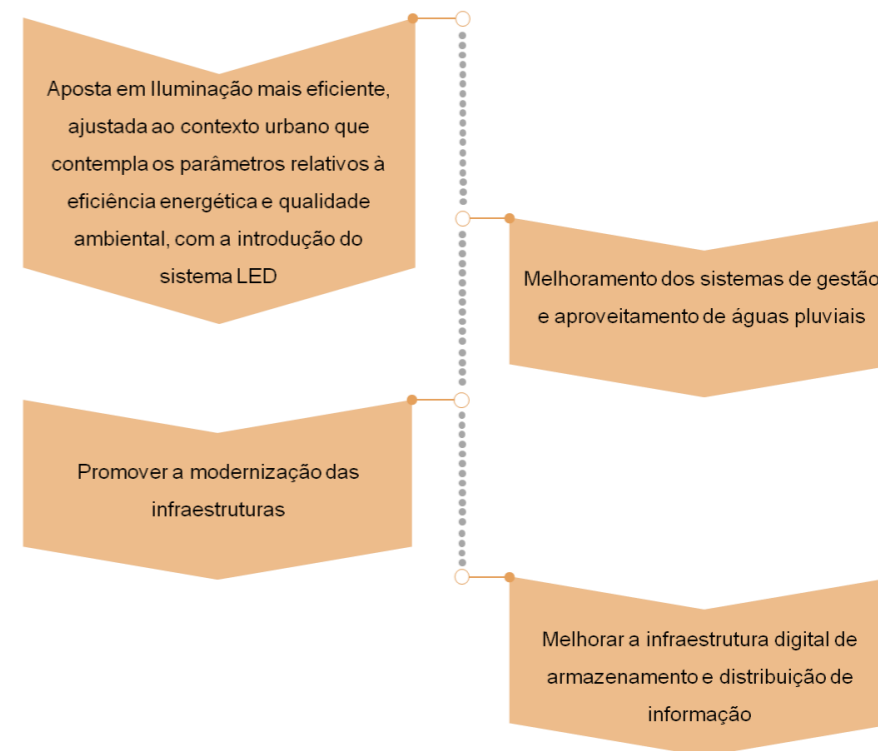 Aposta em Iluminação mais eficiente,
ajustada ao contexto urbano que
contempla os parâmetros relativos à
eficiência energética e qualidade
ambiental, com a introdução do
sistema LED
Melhoramento dos sistemas de gestão
e aproveitamento de águas pluviais
Promover a modernização das
infraestruturas
Melhorar a infraestrutura digital de
armazenamento e distribuição de
informação